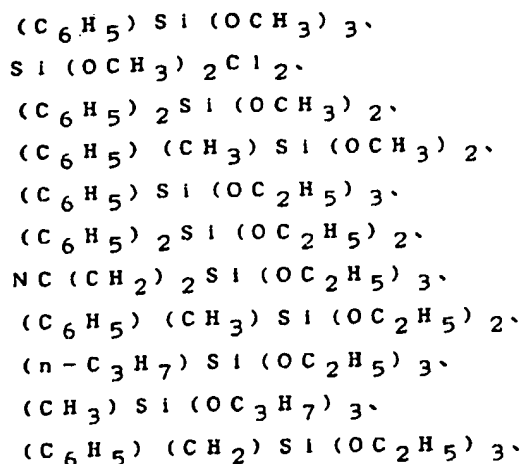 (C₆H₅)Si(OCH₃)₃、
Si(OCH₃)₂Cl₂、
(C₆H₅)₂Si(OCH₃)₂、
(C₆H₅)(CH₃)Si(OCH₃)₂、
(C₆H₅)Si(OC₂H₅)₃、
(C₆H₅)₂Si(OC₂H₅)₂、
NC(CH₂)₂Si(OC₂H₅)₃、
(C₆H₅)(CH₃)Si(OC₂H₅)₂、
(n-C₃H₇)Si(OC₂H₅)₃、
(CH₃)Si(OC₃H₇)₃、
(C₆H₅)(CH₂)Si(OC₂H₅)₃、